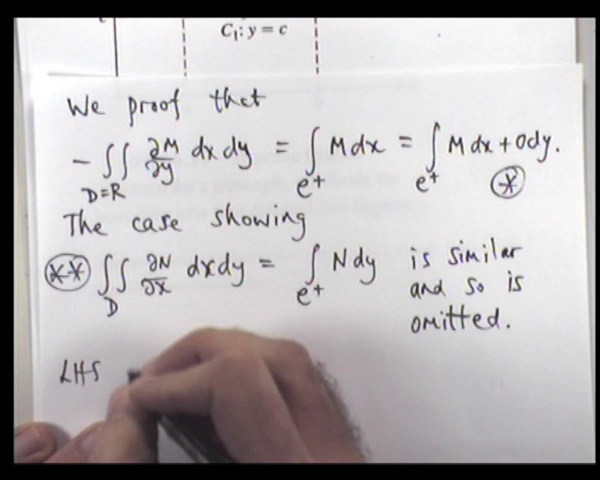 C₁: y = c
We proof that
− ∬ ∂M/∂y dx dy = ∫ M dx = ∫ M dx + 0 dy.
D=R C⁺ C⁺ (*)
The case showing
(**) ∬ ∂N/∂x dx dy = ∫ N dy is similar
D C⁺ and so is
omitted.
LHS